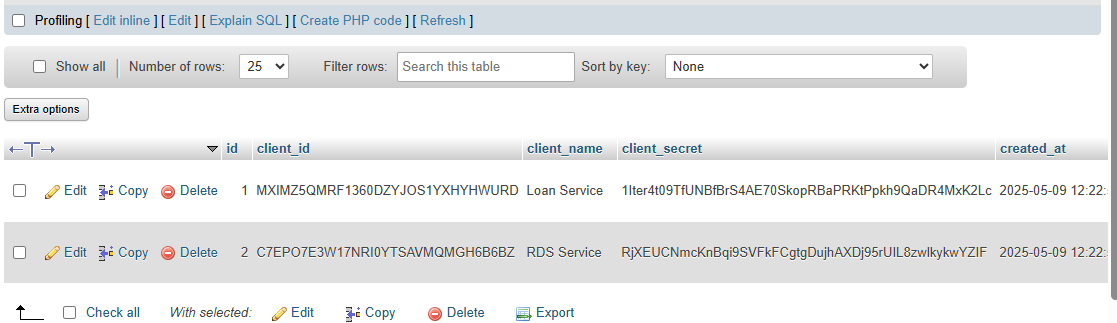 Profiling [ Edit inline ] [ Edit ] [ Explain SQL ] [ Create PHP code ] [ Refresh ]
Show all Number of rows: 25 Filter rows: Search this table Sort by key: None
Extra options
id client_id client_name client_secret created_at
Edit Copy Delete 1 MXIMZ5QMRF1360DZYJOS1YXHYHWURD Loan Service 1lter4t09TfUNBfBrS4AE70SkopRBaPRKtPpkh9QaDR4MxK2Lc 2025-05-09 12:22:
Edit Copy Delete 2 C7EPO7E3W17NRI0YTSAVMQMGH6B6BZ RDS Service RjXEUCNmcKnBqi9SVFkFCgtgDujhAXDj95rUIL8zwlkykwYZIF 2025-05-09 12:22:
Check all With selected: Edit Copy Delete Export